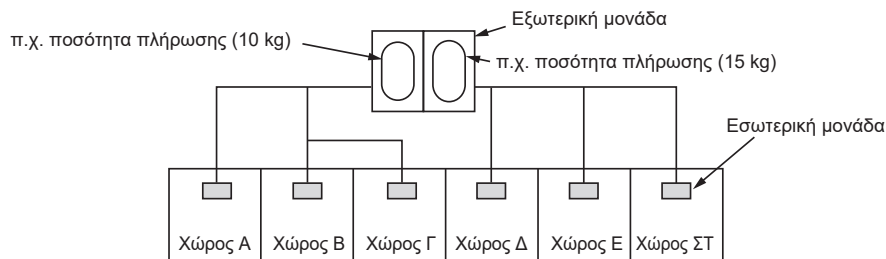 Εξωτερική μονάδα
π.χ. ποσότητα πλήρωσης (10 kg)
π.χ. ποσότητα πλήρωσης (15 kg)
Εσωτερική μονάδα
Χώρος Α Χώρος Β Χώρος Γ Χώρος Δ Χώρος Ε Χώρος ΣΤ